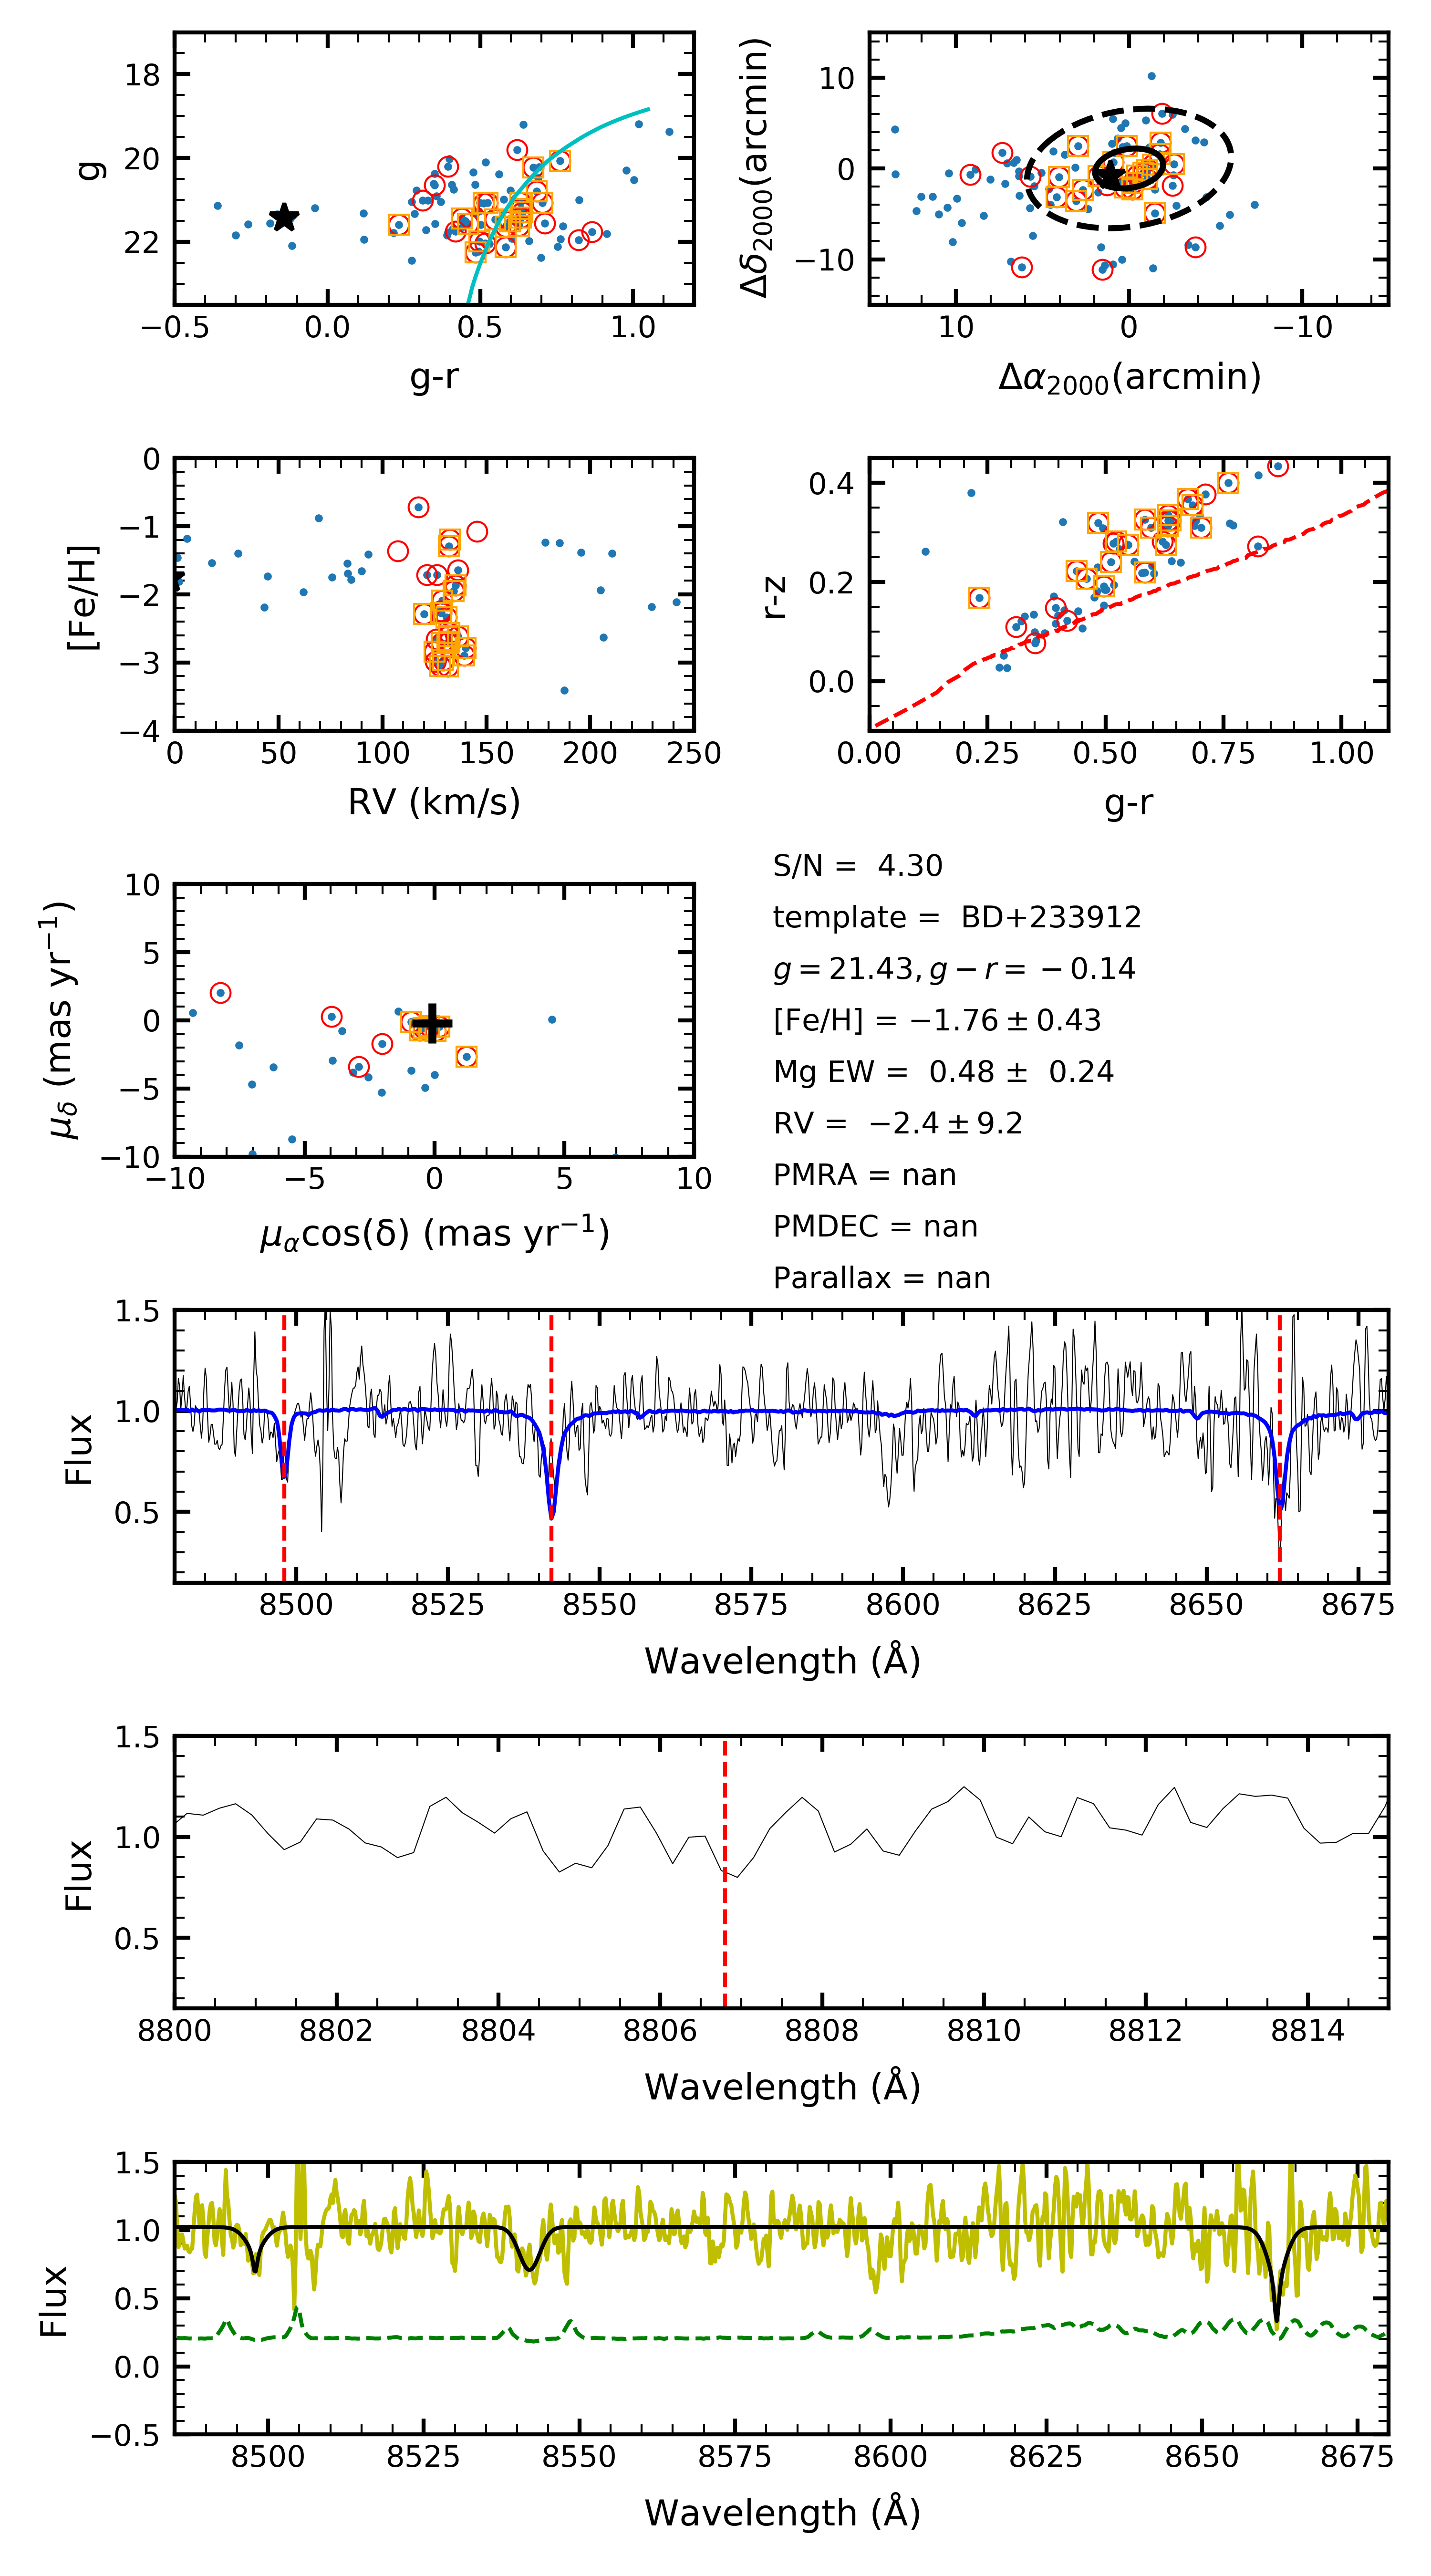 18
20
22
g
−0.5 0.0 0.5 1.0
g-r
10
0
−10
Δδ2000(arcmin)
10 0 −10
Δα2000(arcmin)
0
−1
−2
−3
−4
[Fe/H]
0 50 100 150 200 250
RV (km/s)
0.4
0.2
0.0
r-z
0.00 0.25 0.50 0.75 1.00
g-r
10
5
0
−5
−10
μδ (mas yr−1)
−10 −5 0 5 10
μαcos(δ) (mas yr−1)
S/N = 4.30
template = BD+233912
g = 21.43, g − r = −0.14
[Fe/H] = −1.76 ± 0.43
Mg EW = 0.48 ± 0.24
RV = −2.4 ± 9.2
PMRA = nan
PMDEC = nan
Parallax = nan
1.5
1.0
0.5
Flux
8500 8525 8550 8575 8600 8625 8650 8675
Wavelength (Å)
1.5
1.0
0.5
Flux
8800 8802 8804 8806 8808 8810 8812 8814
Wavelength (Å)
1.5
1.0
0.5
0.0
−0.5
Flux
8500 8525 8550 8575 8600 8625 8650 8675
Wavelength (Å)